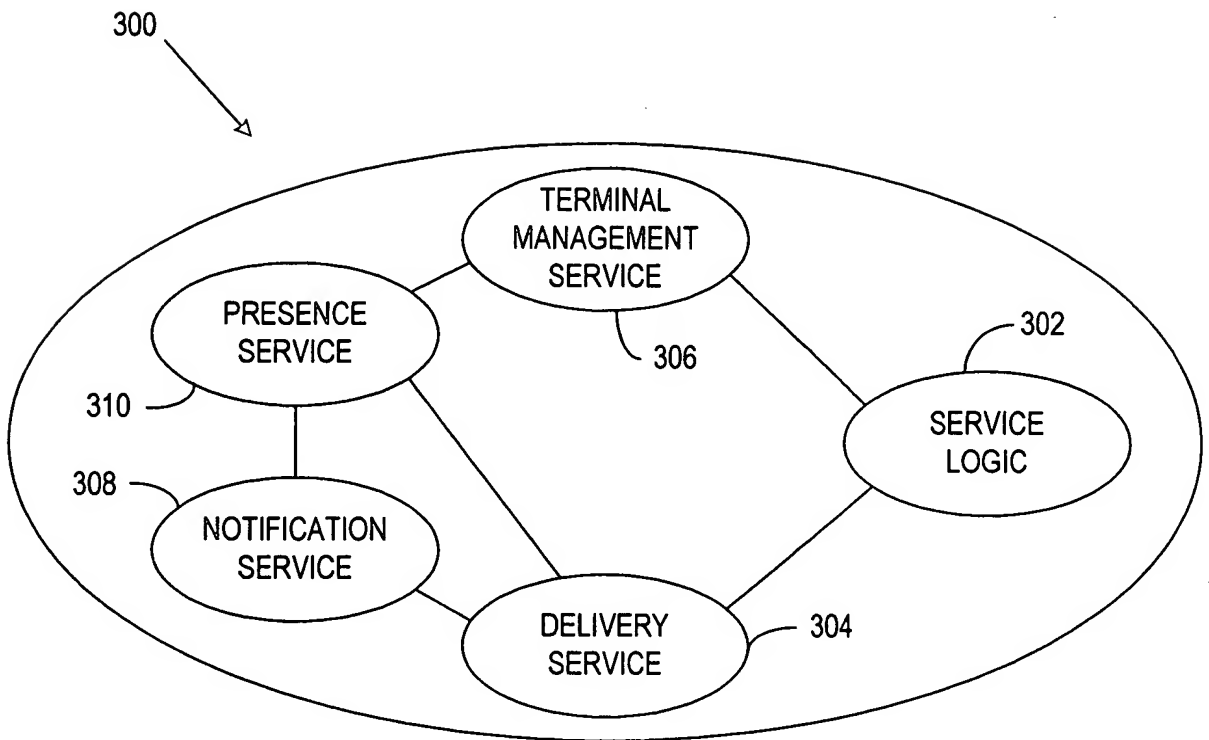 300
TERMINAL
MANAGEMENT
SERVICE
306
PRESENCE
SERVICE
310
302
SERVICE
LOGIC
308
NOTIFICATION
SERVICE
DELIVERY
SERVICE
304